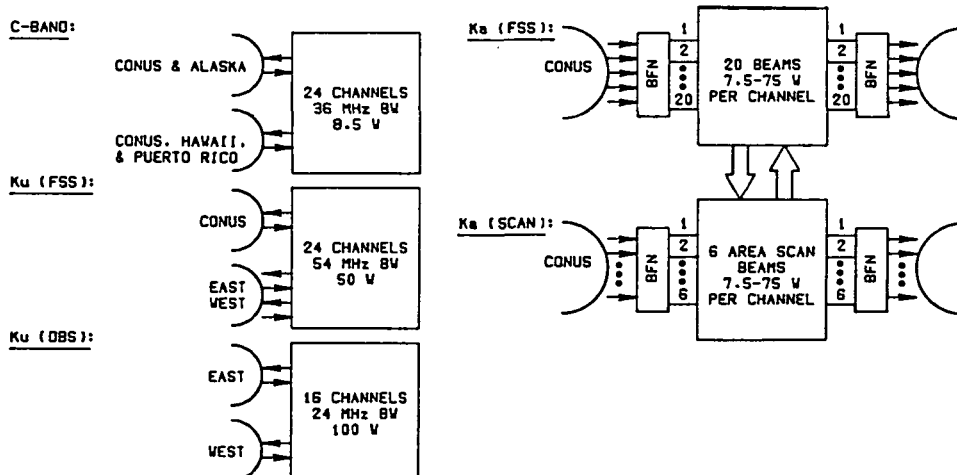 C-BAND:
CONUS & ALASKA
24 CHANNELS
36 MHz BW
8.5 W
CONUS, HAWAII,
& PUERTO RICO
Ku (FSS):
CONUS
24 CHANNELS
54 MHz BW
50 W
EAST
WEST
Ku (DBS):
EAST
16 CHANNELS
24 MHz BW
100 W
WEST
Ka (FSS):
CONUS
BFN
1
2
20
20 BEAMS
7.5-75 W
PER CHANNEL
1
2
20
BFN
Ka (SCAN):
CONUS
BFN
1
2
6
6 AREA SCAN
BEAMS
7.5-75 W
PER CHANNEL
1
2
6
BFN